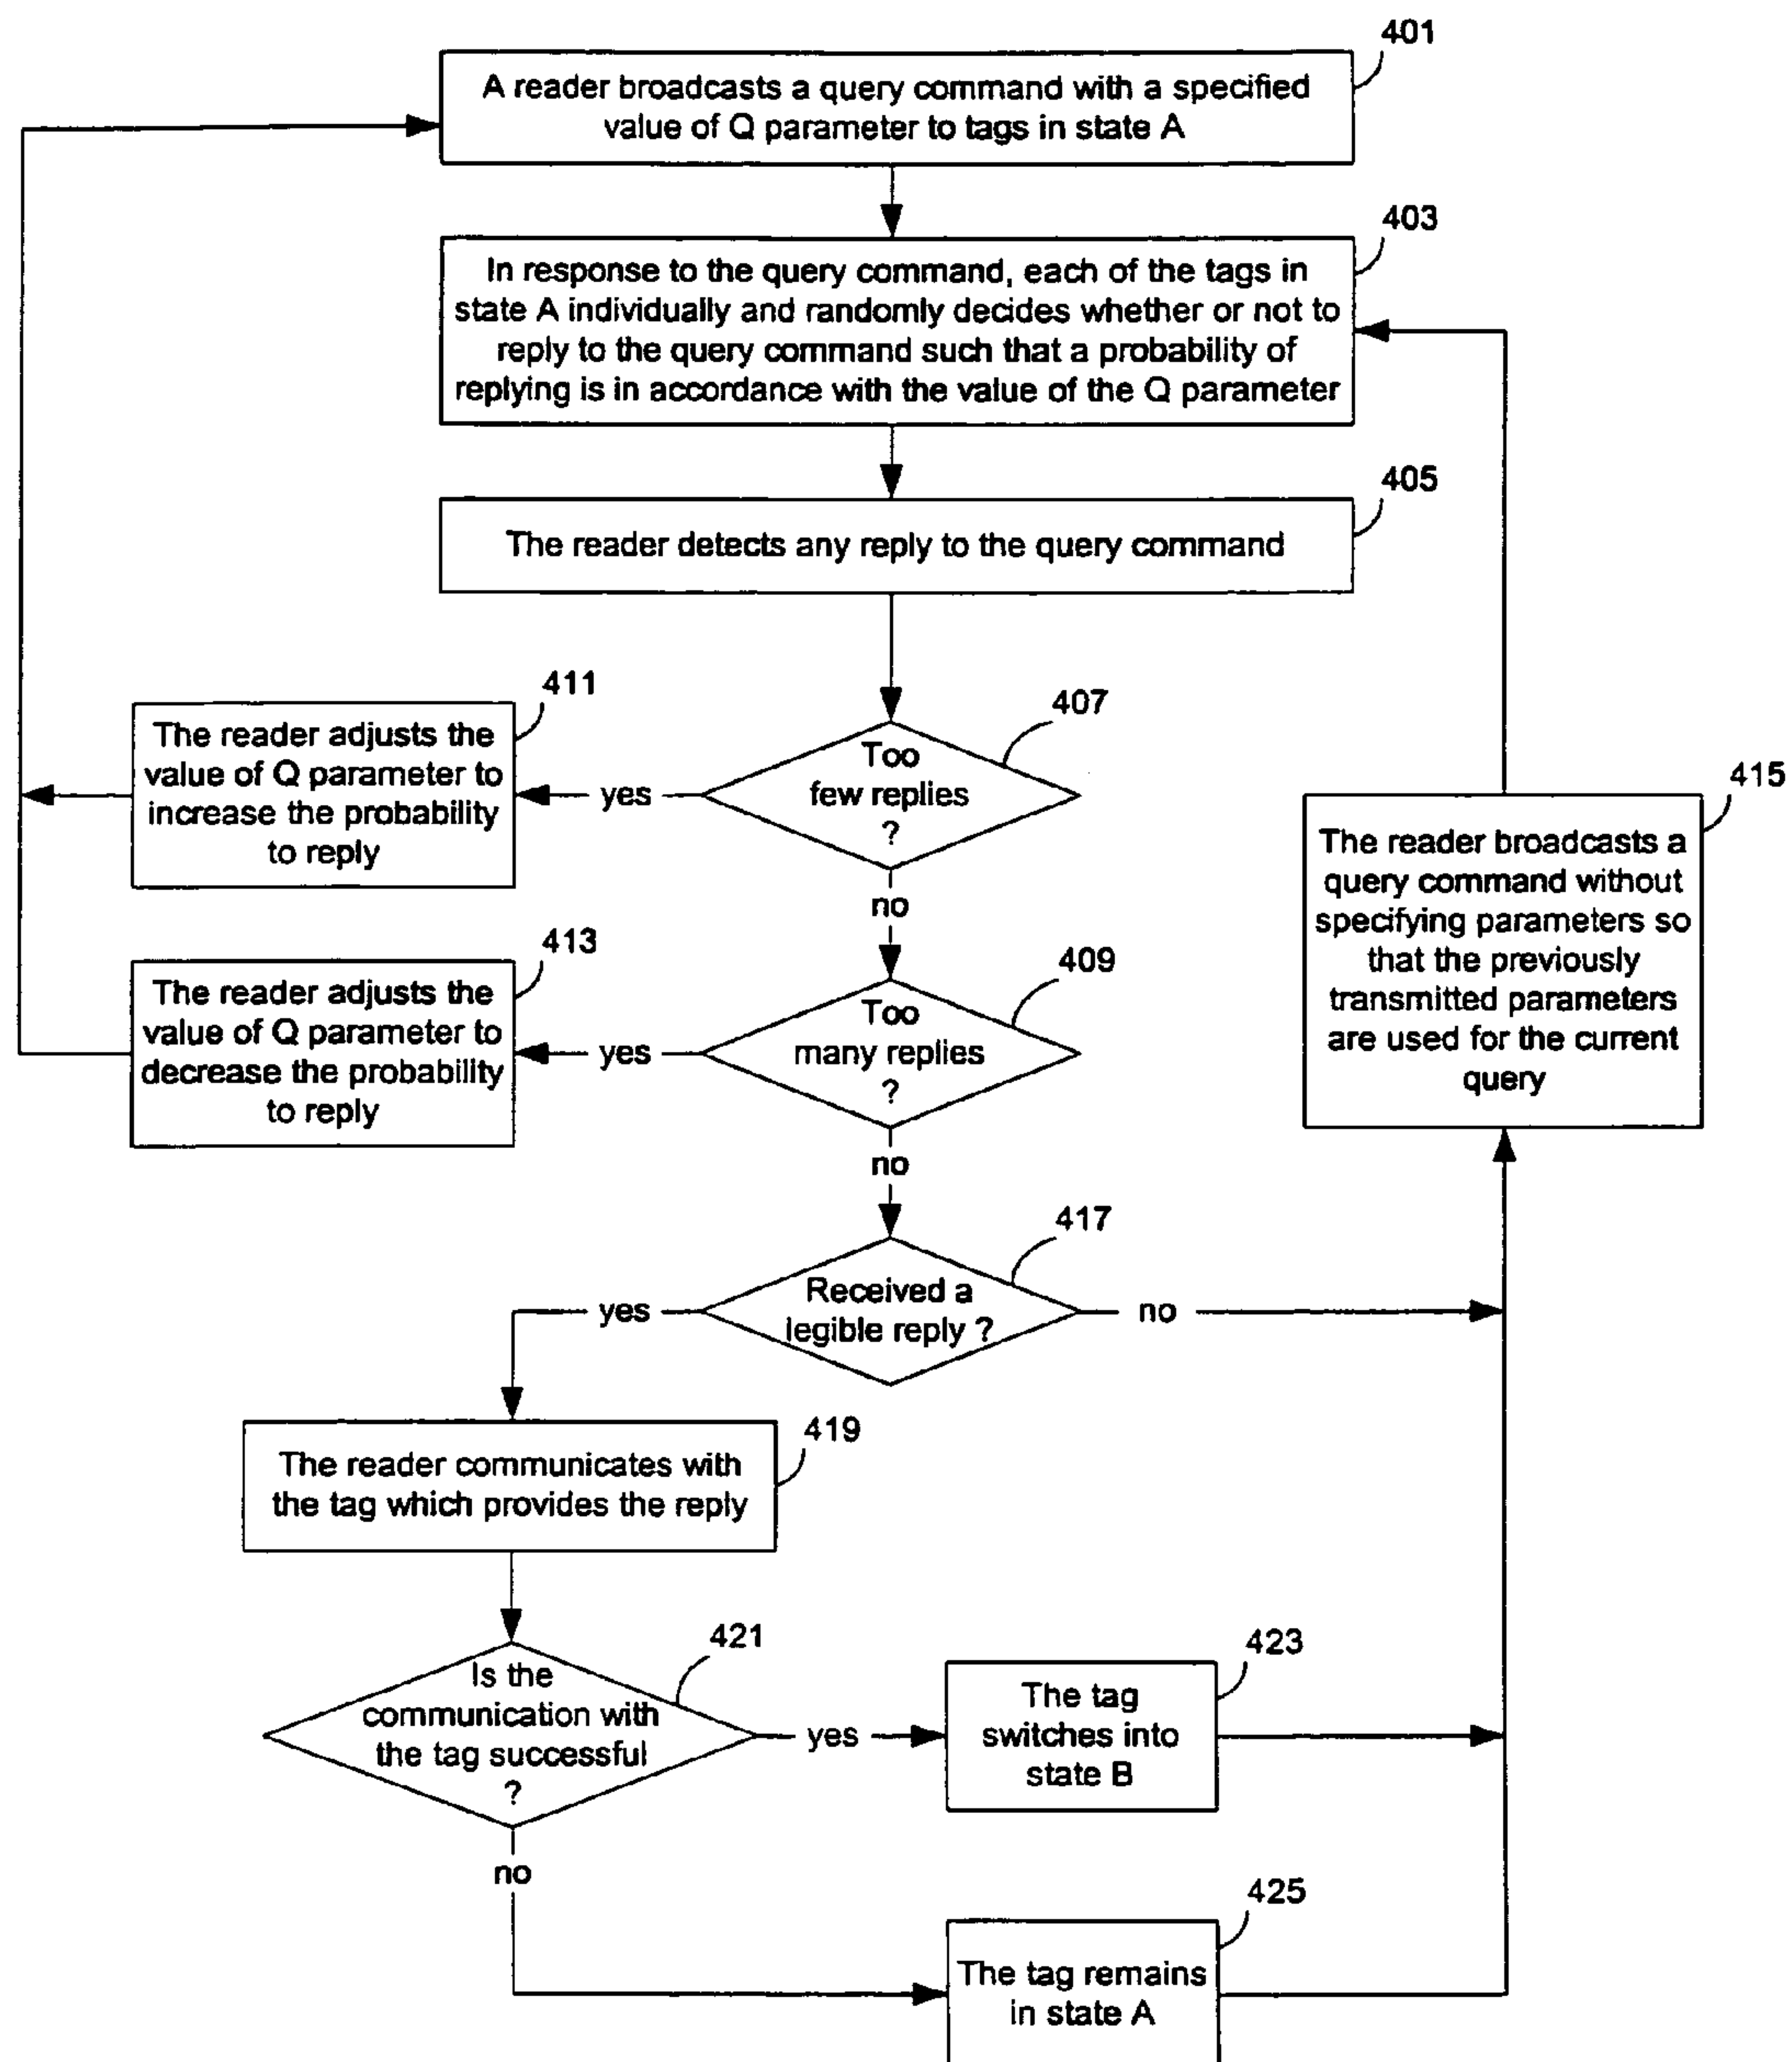 401
A reader broadcasts a query command with a specified
value of Q parameter to tags in state A
403
In response to the query command, each of the tags in
state A individually and randomly decides whether or not to
reply to the query command such that a probability of
replying is in accordance with the value of the Q parameter
405
The reader detects any reply to the query command
411
The reader adjusts the
value of Q parameter to
increase the probability
to reply
407
Too
few replies
?
yes
no
415
The reader broadcasts a
query command without
specifying parameters so
that the previously
transmitted parameters
are used for the current
query
413
The reader adjusts the
value of Q parameter to
decrease the probability
to reply
409
Too
many replies
?
yes
no
417
Received a
legible reply ?
yes
no
419
The reader communicates with
the tag which provides the reply
421
Is the
communication with
the tag successful
?
yes
no
423
The tag
switches into
state B
425
The tag remains
in state A